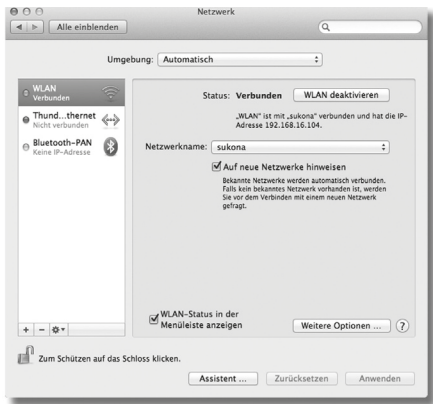 Netzwerk
Alle einblenden
Umgebung: Automatisch
WLAN
Verbunden
Thund...thernet
Nicht verbunden
Bluetooth-PAN
Keine IP-Adresse
Status: Verbunden
WLAN deaktivieren
„WLAN“ ist mit „sukona“ verbunden und hat die IP-
Adresse 192.168.16.104.
Netzwerkname: sukona
Auf neue Netzwerke hinweisen
Bekannte Netzwerke werden automatisch verbunden.
Falls kein bekanntes Netzwerk vorhanden ist, werden
Sie vor dem Verbinden mit einem neuen Netzwerk
gefragt.
WLAN-Status in der
Menüleiste anzeigen
Weitere Optionen ... ?
Zum Schützen auf das Schloss klicken.
Assistent ... Zurücksetzen Anwenden